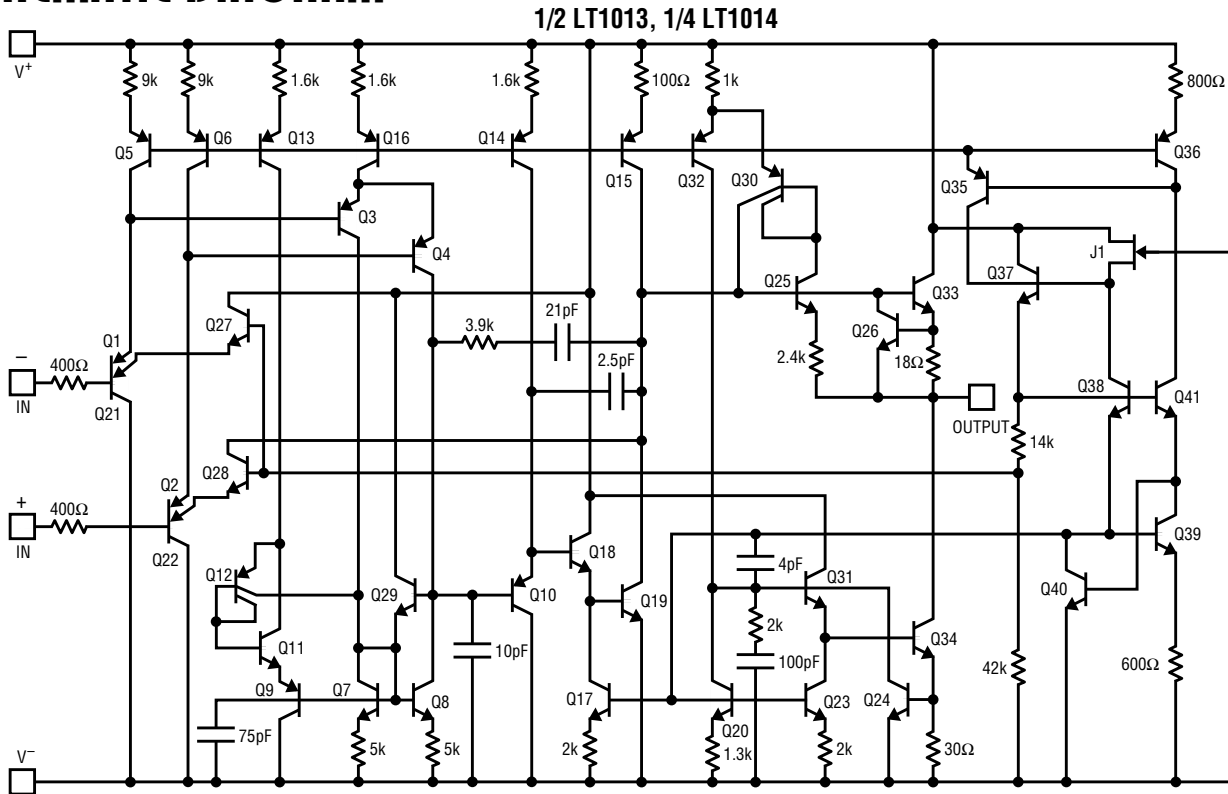 1/2 LT1013, 1/4 LT1014
V+
9k
9k
1.6k
1.6k
1.6k
100Ω
1k
800Ω
Q5
Q6
Q13
Q16
Q14
Q15
Q32
Q30
Q35
Q36
Q3
Q4
J1
Q25
Q33
Q37
Q27
21pF
Q1
3.9k
Q26
–
400Ω
2.5pF
2.4k
18Ω
IN
Q38
Q41
Q21
OUTPUT
14k
Q28
Q2
+
400Ω
IN
Q22
Q18
Q39
4pF
Q12
Q29
Q10
Q19
Q31
Q40
2k
Q11
10pF
Q34
100pF
42k
600Ω
Q9
Q7
Q8
Q17
Q23
Q24
75pF
Q20
V–
5k
5k
2k
1.3k
2k
30Ω